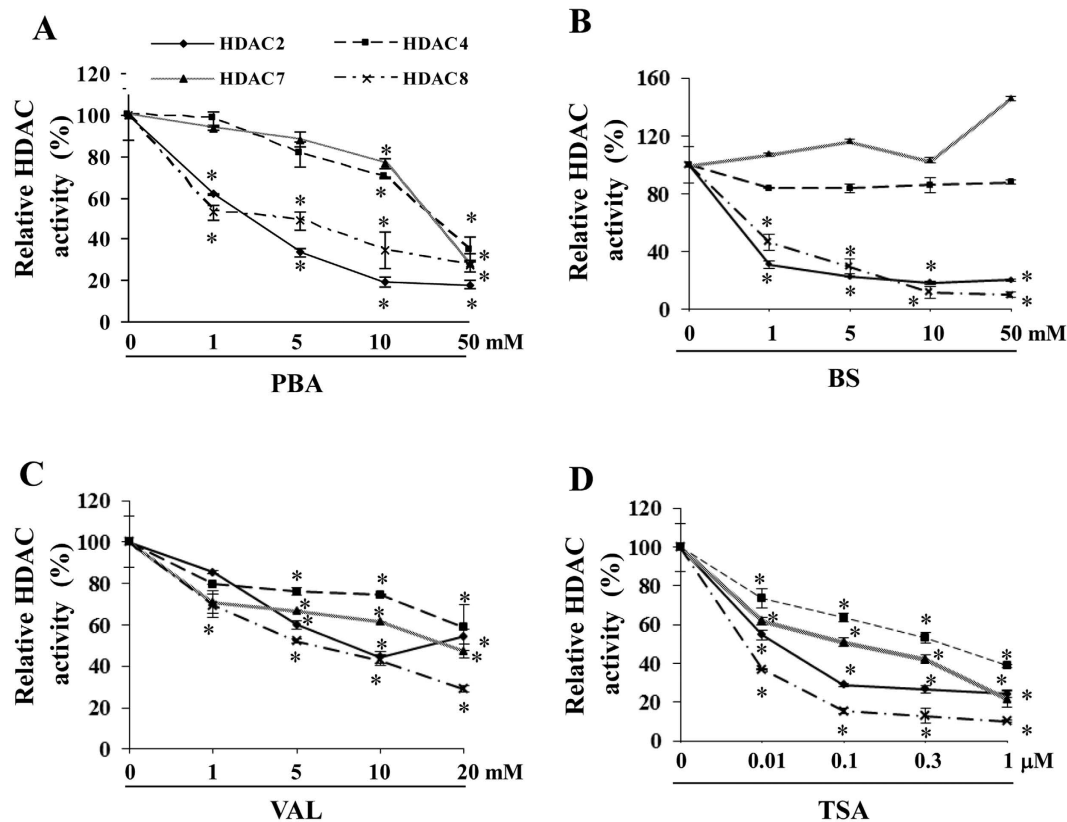 A
HDAC2 HDAC4
HDAC7 HDAC8
Relative HDAC
activity (%)
120
100
80
60
40
20
0
* * * *
* * * *
* * * *
0 1 5 10 50 mM
PBA
B
Relative HDAC
activity (%)
160
120
80
40
0
* * * *
* * * *
0 1 5 10 50 mM
BS
C
Relative HDAC
activity (%)
120
100
80
60
40
20
0
* * * *
* * * *
* * * *
* *
0 1 5 10 20 mM
VAL
D
Relative HDAC
activity (%)
120
100
80
60
40
20
0
* * * *
* * * *
* * * *
* * * *
0 0.01 0.1 0.3 1 μM
TSA